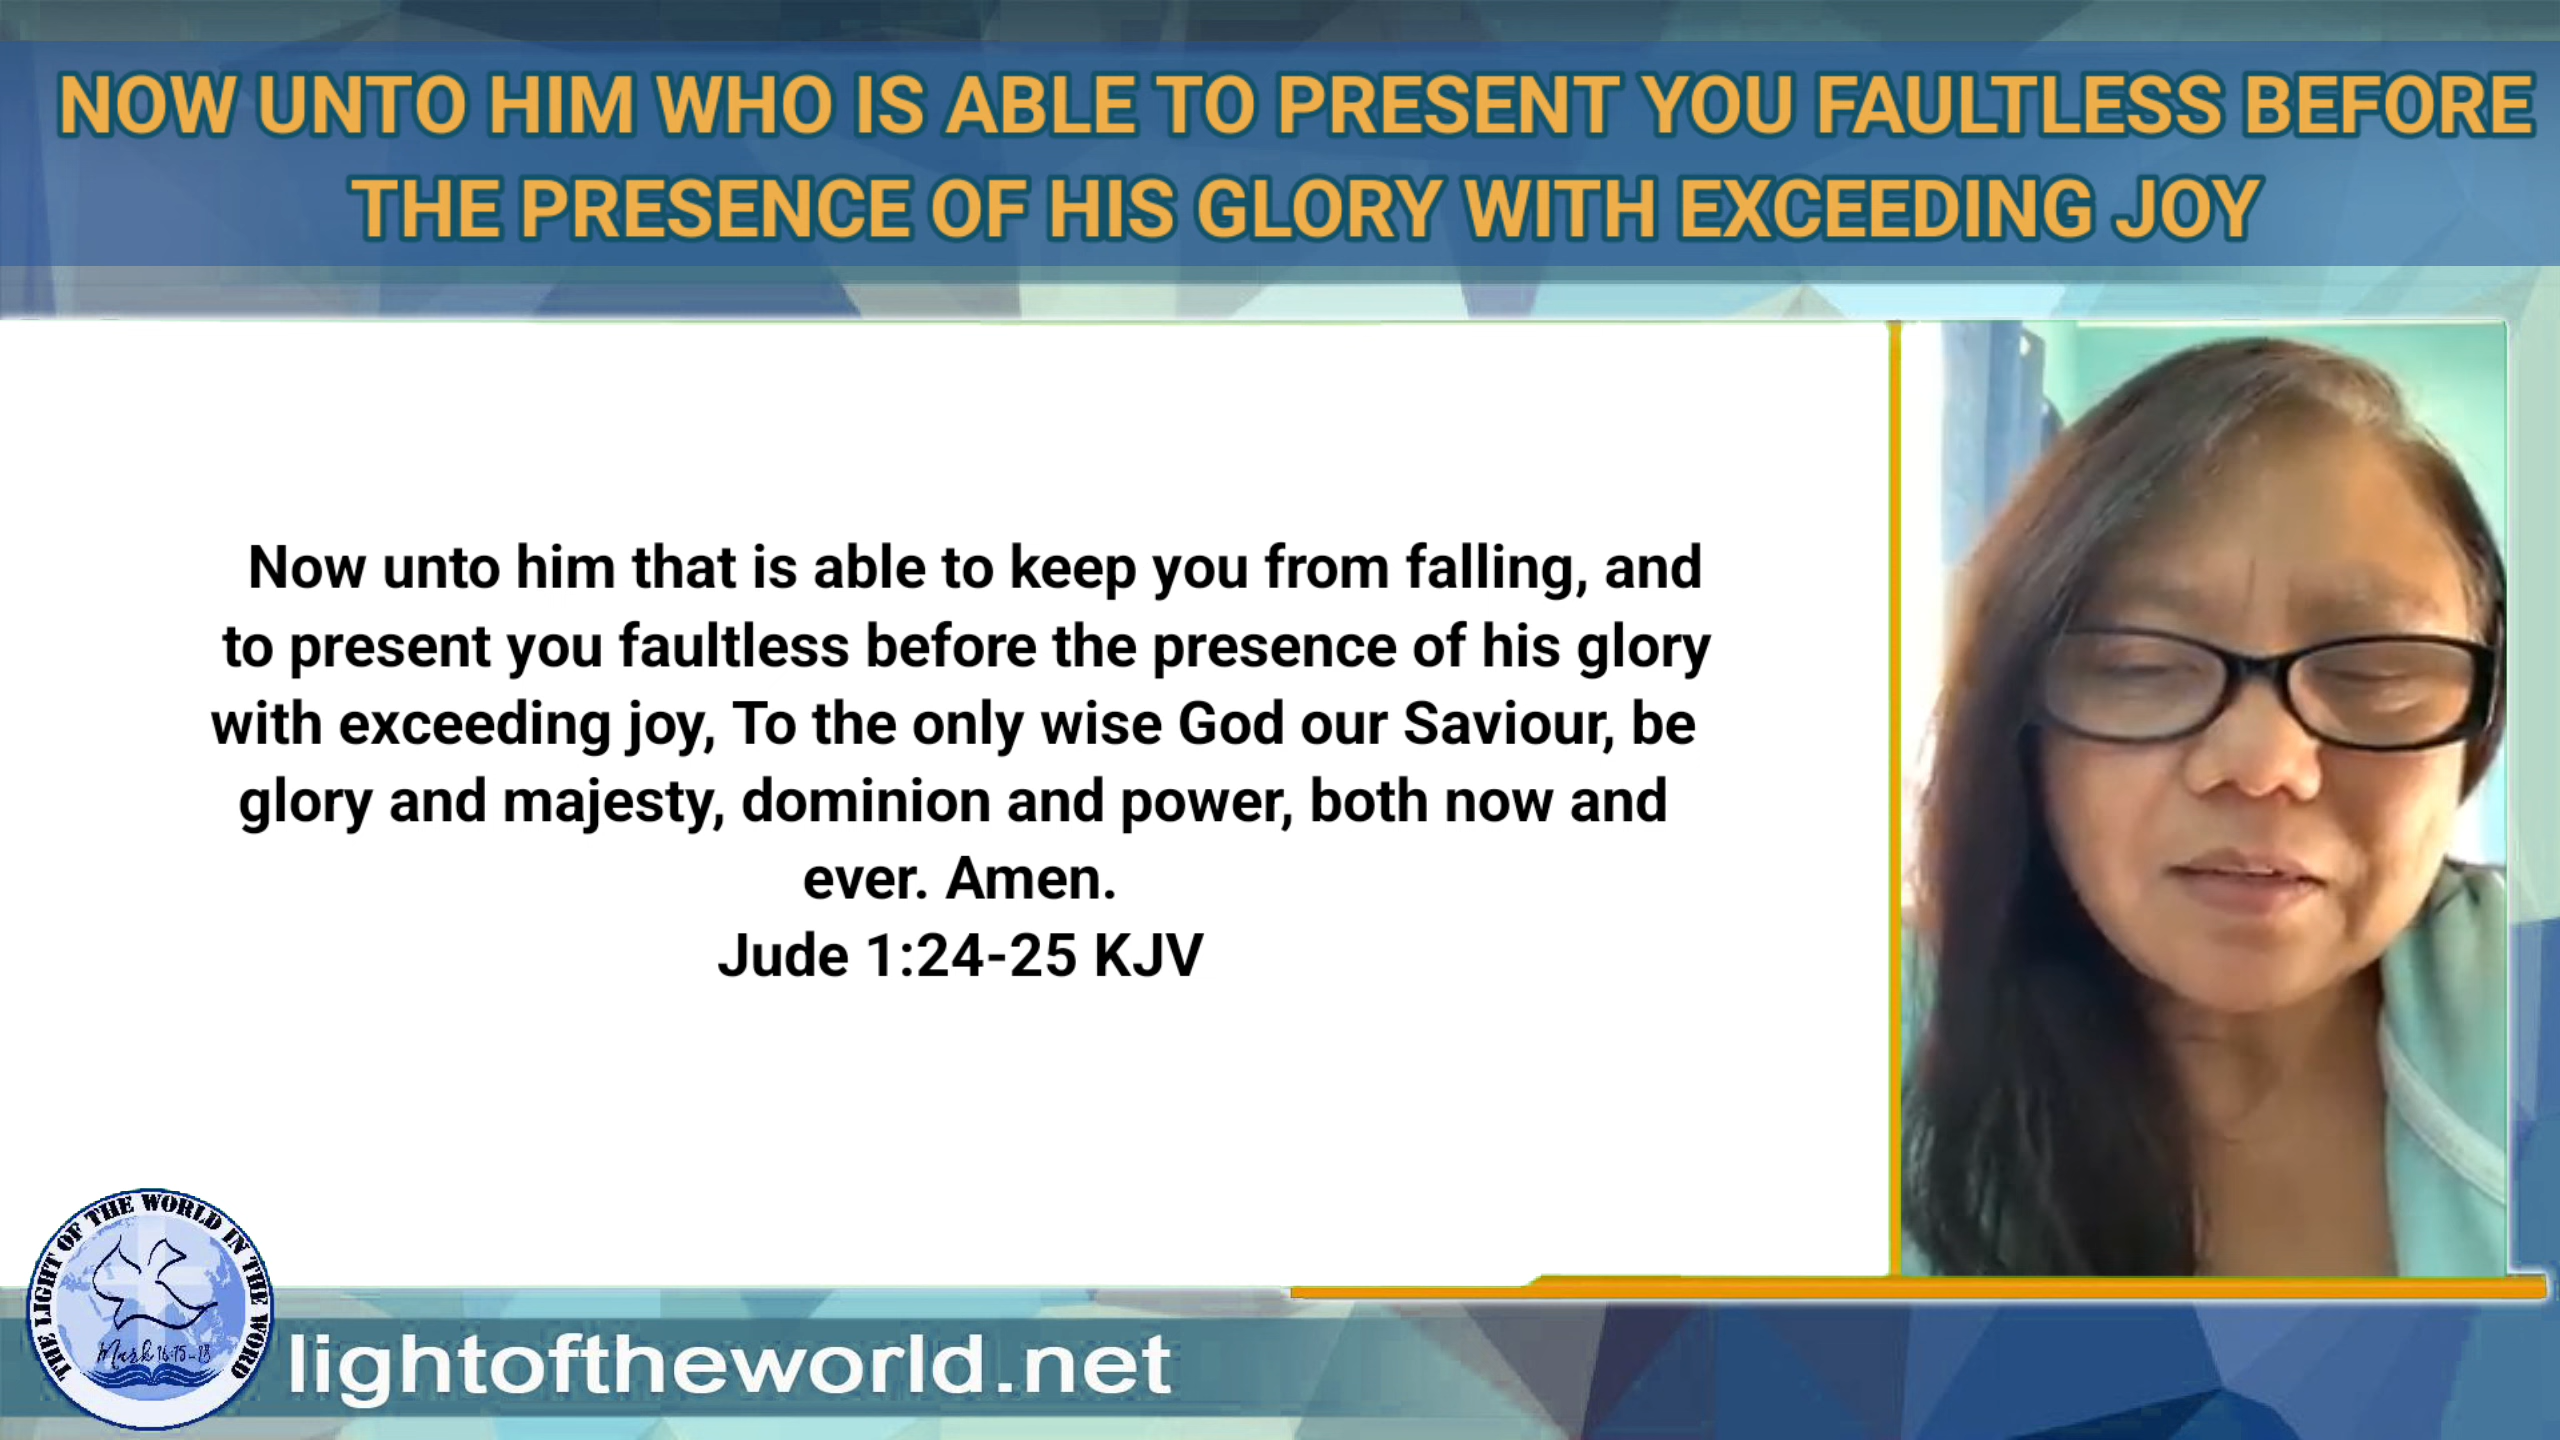 NOW UNTO HIM WHO IS ABLE TO PRESENT YOU FAULTLESS BEFORE
THE PRESENCE OF HIS GLORY WITH EXCEEDING JOY
Now unto him that is able to keep you from falling, and
to present you faultless before the presence of his glory
with exceeding joy, To the only wise God our Saviour, be
glory and majesty, dominion and power, both now and
ever. Amen.
Jude 1:24-25 KJV
THE LIGHT OF THE WORLD IN THE WORD
Mark 16:15-18
lightoftheworld.net